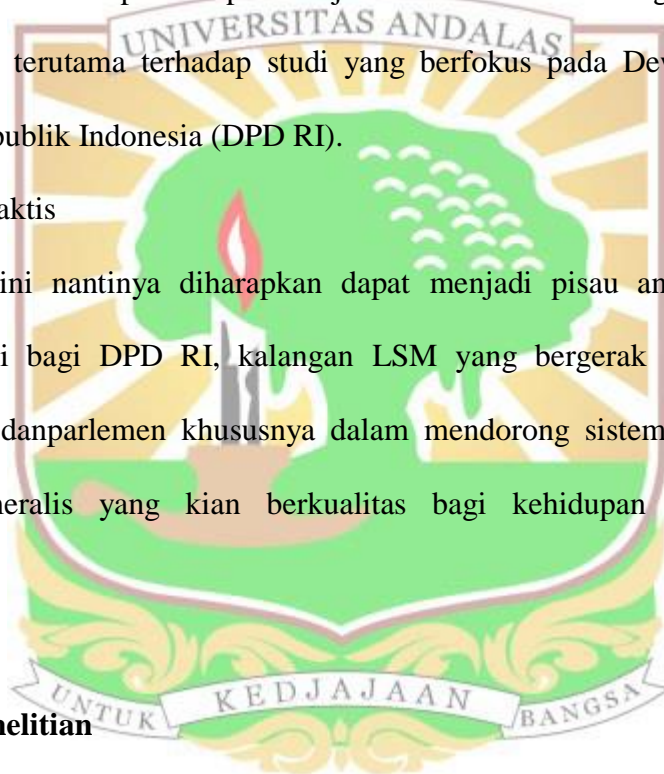 UNIVERSITAS ANDALAS
terutama terhadap studi yang berfokus pada
publik Indonesia (DPD RI).
aktis
ini nantinya diharapkan dapat menjadi pisau
i bagi DPD RI, kalangan LSM yang bergerak
danparlemen khususnya dalam mendorong sistem
neralis yang kian berkualitas bagi kehidupan
UNTUK KEDJAJAAN BANGSA
nelitian